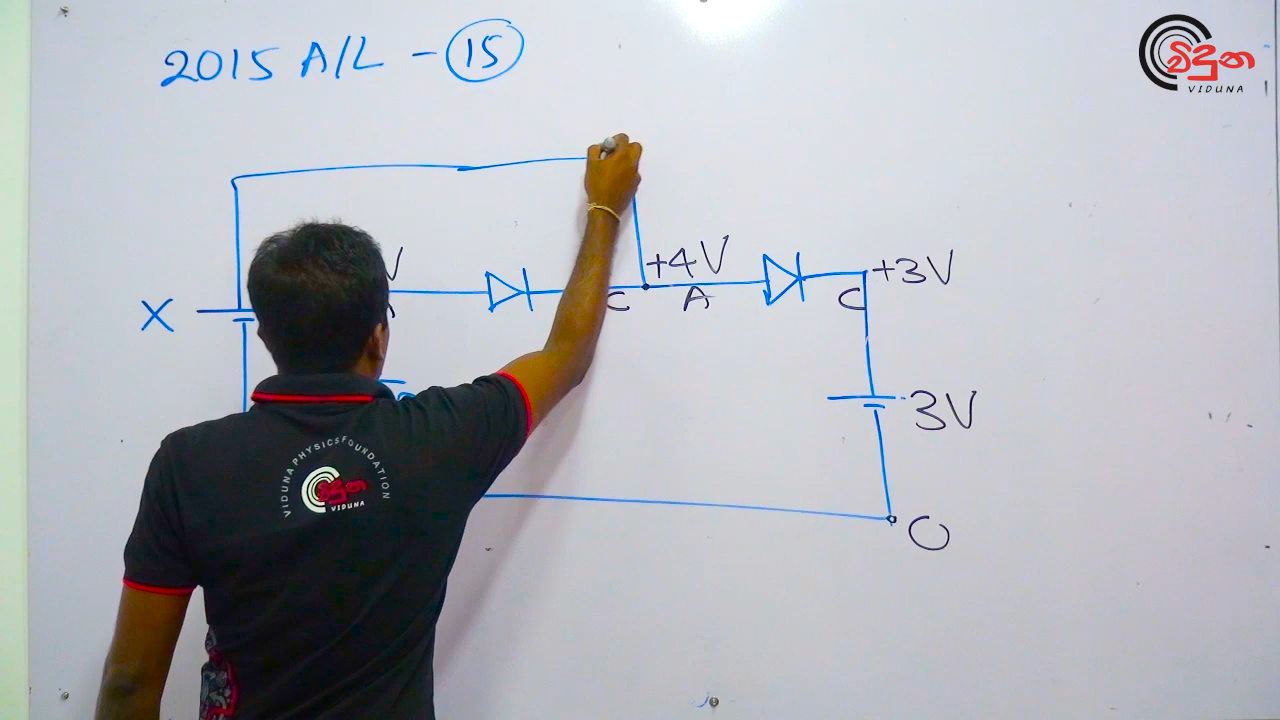 2015 A/L - 15
විදුන
VIDUNA
V
+4V
+3V
X
C
A
C
3V
VIDUNA PHYSICS FOUNDATION
විදුන
VIDUNA
O